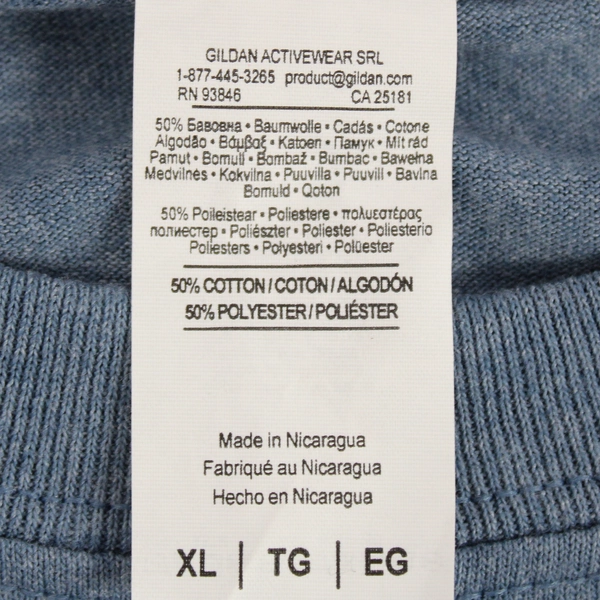 GILDAN ACTIVEWEAR SRL
1-877-445-3265 product@gildan.com
RN 93846 CA 25181
50% Бавовна • Baumwolle • Cadás • Cotone
Algodão • Βάμβαξ • Katoen • Памук • Mit rád
Pamut • Bomull • Bombaž • Bumbac • Bawełna
Medvilnės • Kokvilna • Puuvilla • Puuvill • Bavlna
Bomuld • Qoton
50% Poileistear • Poliestere • πολυεστέρας
полиестер • Poliészter • Poliester • Poliesterio
Poliesters • Polyesteri • Polüester
50% COTTON / COTON / ALGODÓN
50% POLYESTER / POLIÉSTER
Made in Nicaragua
Fabriqué au Nicaragua
Hecho en Nicaragua
XL | TG | EG